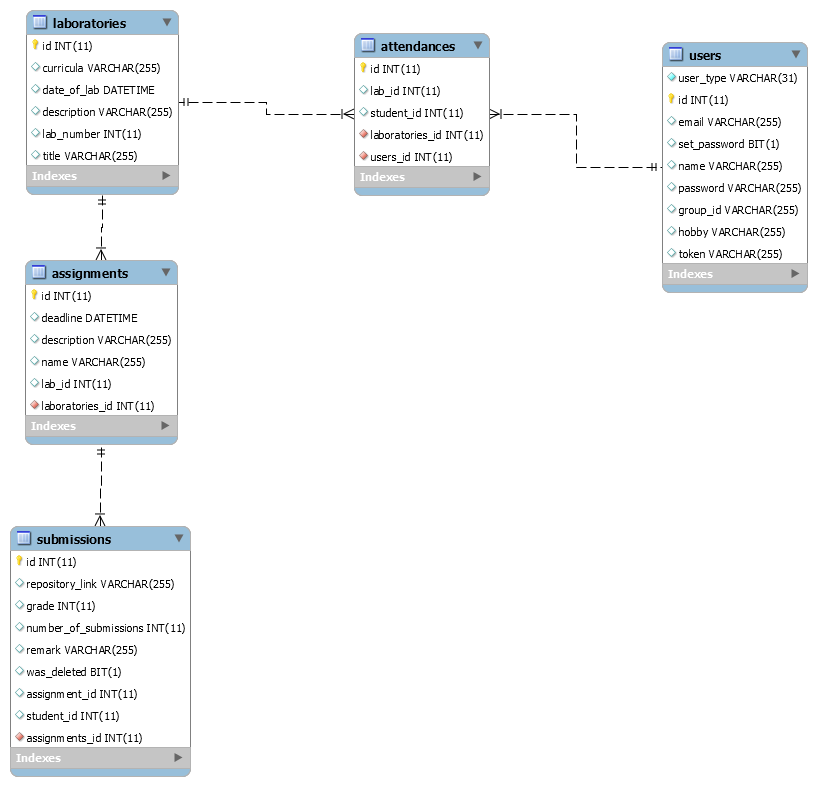 laboratories
id INT(11)
curricula VARCHAR(255)
date_of_lab DATETIME
description VARCHAR(255)
lab_number INT(11)
title VARCHAR(255)
Indexes
attendances
id INT(11)
lab_id INT(11)
student_id INT(11)
laboratories_id INT(11)
users_id INT(11)
Indexes
users
user_type VARCHAR(31)
id INT(11)
email VARCHAR(255)
set_password BIT(1)
name VARCHAR(255)
password VARCHAR(255)
group_id VARCHAR(255)
hobby VARCHAR(255)
token VARCHAR(255)
Indexes
assignments
id INT(11)
deadline DATETIME
description VARCHAR(255)
name VARCHAR(255)
lab_id INT(11)
laboratories_id INT(11)
Indexes
submissions
id INT(11)
repository_link VARCHAR(255)
grade INT(11)
number_of_submissions INT(11)
remark VARCHAR(255)
was_deleted BIT(1)
assignment_id INT(11)
student_id INT(11)
assignments_id INT(11)
Indexes